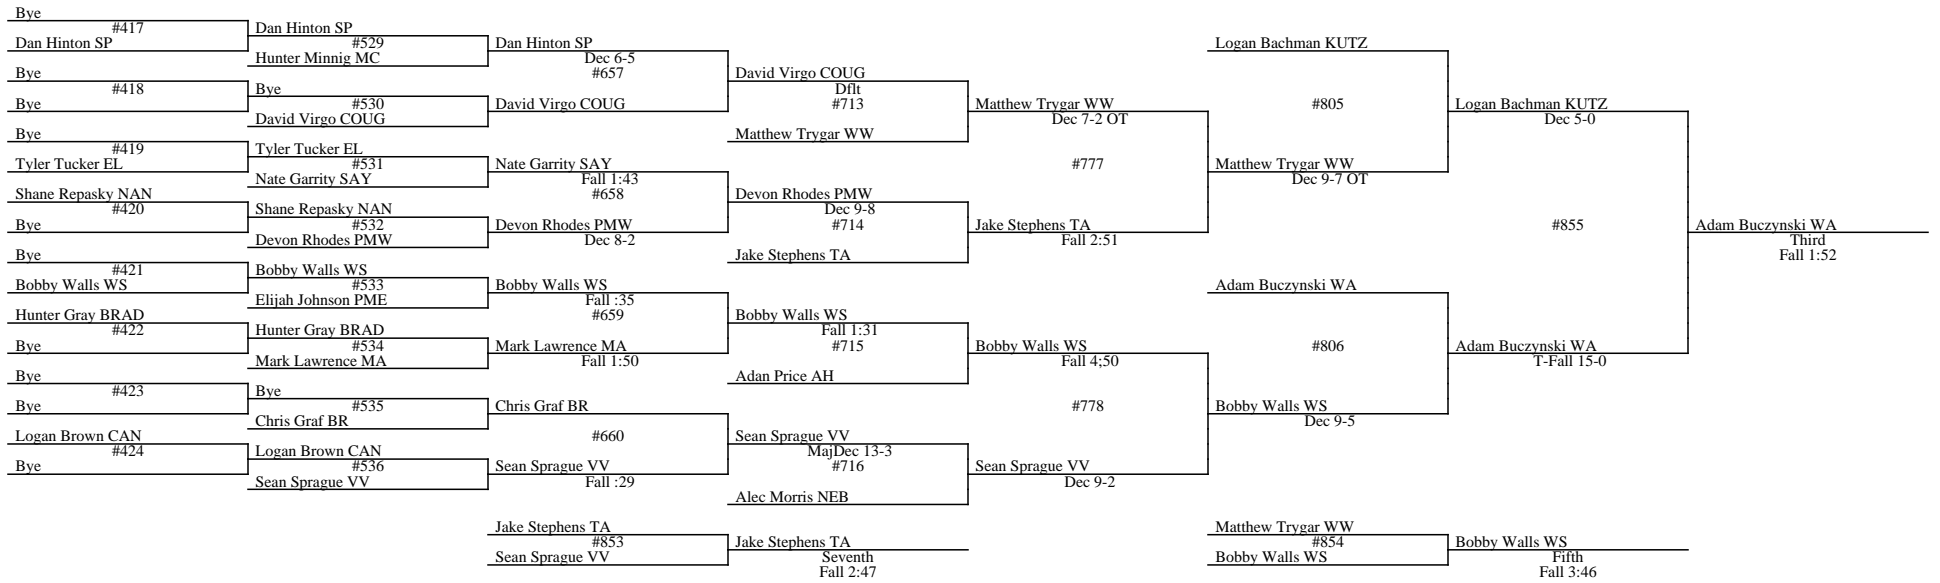 Bye
#417
Dan Hinton SP
Bye
#418
Bye
Bye
#419
Tyler Tucker EL
Shane Repasky NAN
#420
Bye
Bye
#421
Bobby Walls WS
Hunter Gray BRAD
#422
Bye
Bye
#423
Bye
Logan Brown CAN
#424
Bye
Dan Hinton SP
#529
Hunter Minnig MC
Bye
#530
David Virgo COUG
Tyler Tucker EL
#531
Nate Garrity SAY
Shane Repasky NAN
#532
Devon Rhodes PMW
Bobby Walls WS
#533
Elijah Johnson PME
Hunter Gray BRAD
#534
Mark Lawrence MA
Bye
#535
Chris Graf BR
Logan Brown CAN
#536
Sean Sprague VV
Dan Hinton SP
Dec 6-5
#657
David Virgo COUG
Nate Garrity SAY
Fall 1:43
#658
Devon Rhodes PMW
Dec 8-2
Bobby Walls WS
Fall :35
#659
Mark Lawrence MA
Fall 1:50
Chris Graf BR
#660
Sean Sprague VV
Fall :29
David Virgo COUG
Dflt
#713
Matthew Trygar WW
Devon Rhodes PMW
Dec 9-8
#714
Jake Stephens TA
Bobby Walls WS
Fall 1:31
#715
Adan Price AH
Sean Sprague VV
MajDec 13-3
#716
Alec Morris NEB
Matthew Trygar WW
Dec 7-2 OT
#777
Jake Stephens TA
Fall 2:51
Bobby Walls WS
Fall 4;50
#778
Sean Sprague VV
Dec 9-2
Logan Bachman KUTZ
#805
Matthew Trygar WW
Dec 9-7 OT
Adam Buczynski WA
#806
Bobby Walls WS
Dec 9-5
Logan Bachman KUTZ
Dec 5-0
#855
Adam Buczynski WA
T-Fall 15-0
Adam Buczynski WA
Third
Fall 1:52
Jake Stephens TA
#853
Sean Sprague VV
Jake Stephens TA
Seventh
Fall 2:47
Matthew Trygar WW
#854
Bobby Walls WS
Bobby Walls WS
Fifth
Fall 3:46